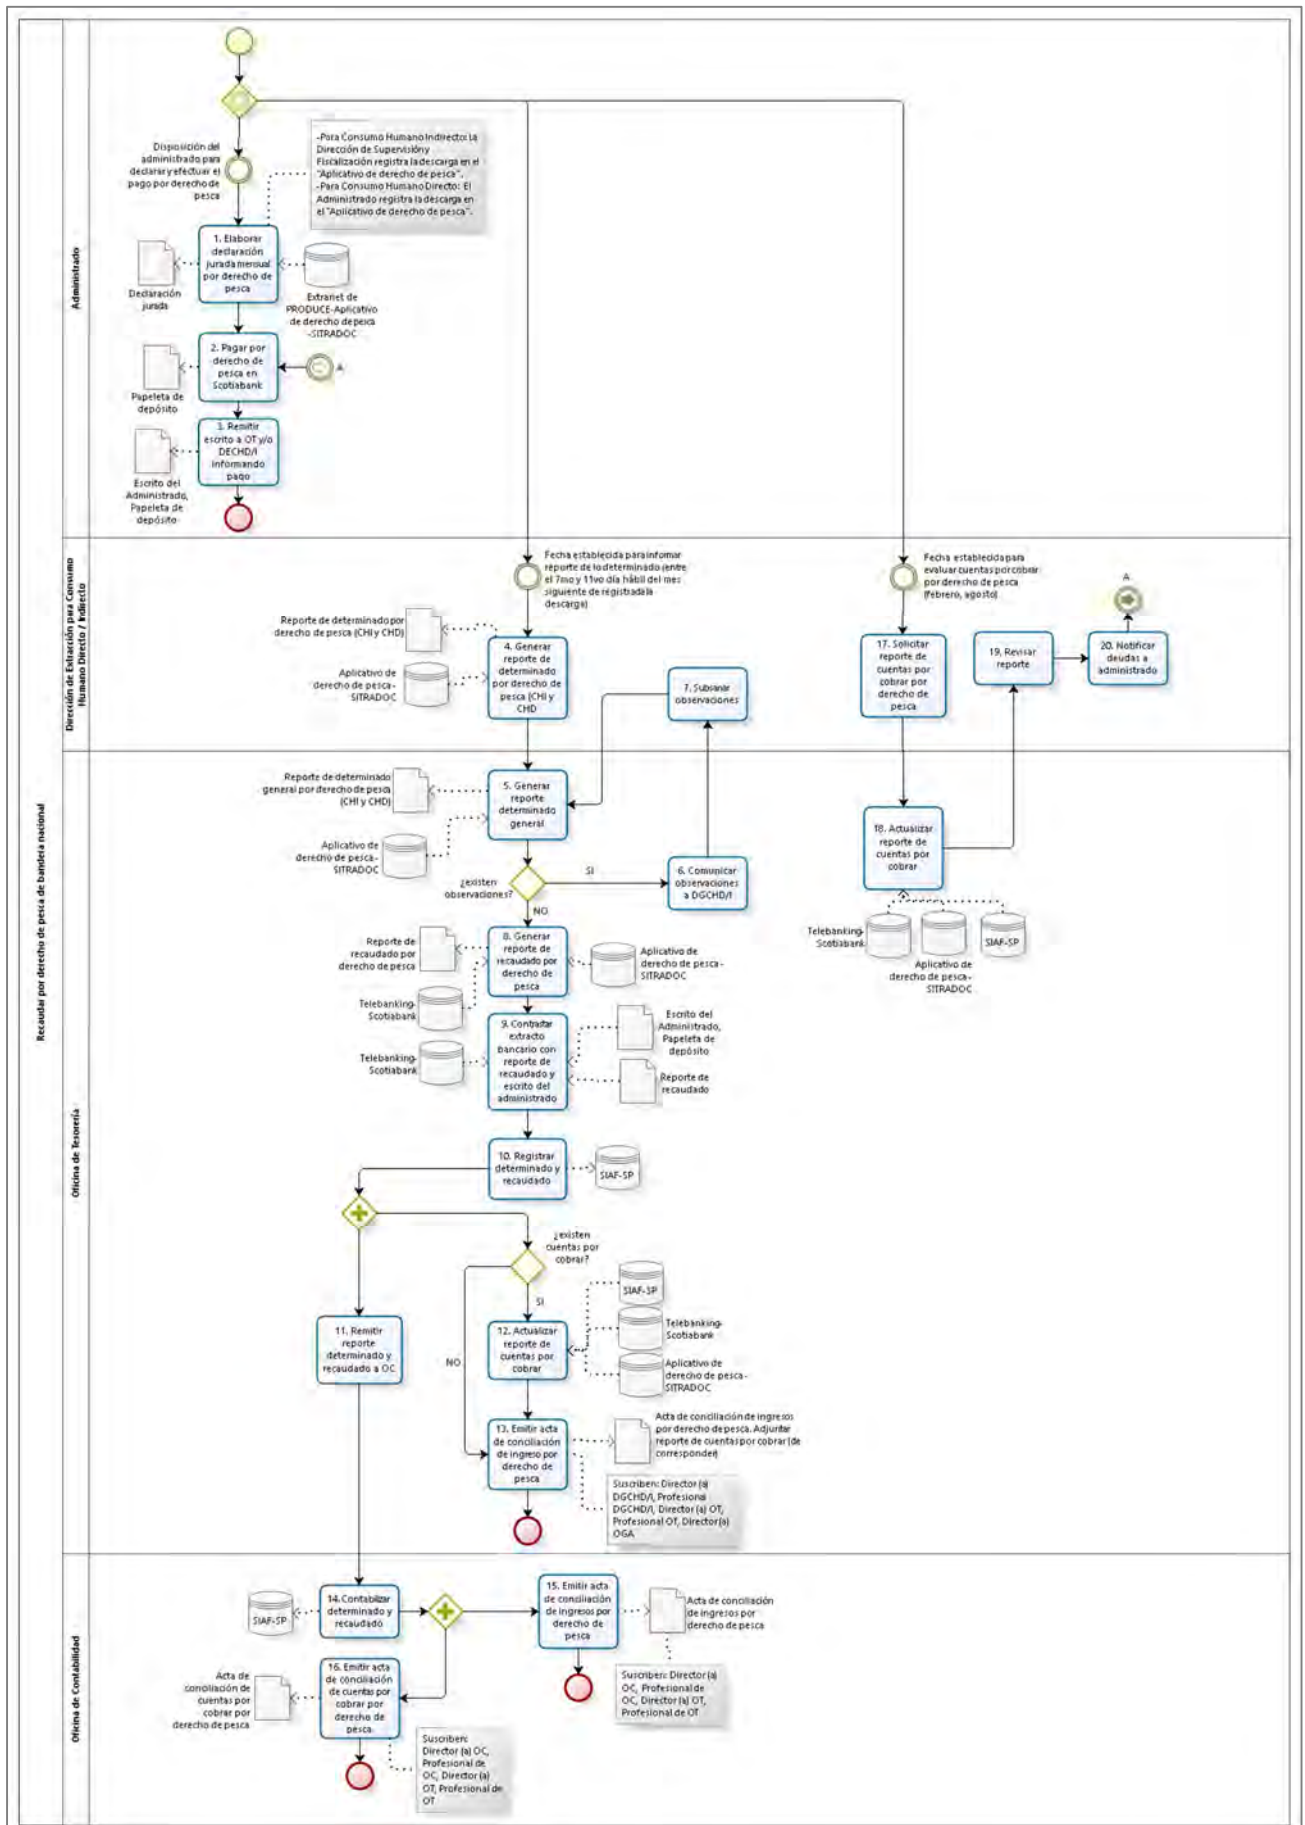 Recaudar por derecho de pesca de bandera nacional
Administrado
Disposición del
administrado para
declarar y efectuar el
pago por derecho de
pesca
-Para Consumo Humano Indirecto: La
Dirección de Supervisión y
Fiscalización registra la descarga en el
"Aplicativo de derecho de pesca".
-Para Consumo Humano Directo: El
Administrado registra la descarga en
el "Aplicativo de derecho de pesca".
1. Elaborar
declaración
jurada mensual
por derecho de
pesca
Declaración
jurada
Extranet de
PRODUCE-Aplicativo
de derecho de pesca
-SITRADOC
2. Pagar por
derecho de
pesca en
Scotiabank
A
Papeleta de
depósito
3. Remitir
escrito a OT y/o
DECHD/I
informando
pago
Escrito del
Administrado,
Papeleta de
depósito
Dirección de Extracción para Consumo
Humano Directo / Indirecto
Fecha establecida para informar
reporte de lo determinado (entre
el 7mo y 11vo día hábil del mes
siguiente de registrada la
descarga)
Reporte de determinado por
derecho de pesca (CHI y CHD)
Aplicativo de
derecho de pesca-
SITRADOC
4. Generar
reporte de
determinado
por derecho de
pesca (CHI y
CHD
7. Subsanar
observaciones
Fecha establecida para
evaluar cuentas por cobrar
por derecho de pesca
(febrero, agosto)
17. Solicitar
reporte de
cuentas por
cobrar por
derecho de
pesca
19. Revisar
reporte
A
20. Notificar
deudas a
administrado
Oficina de Tesorería
Reporte de determinado
general por derecho de pesca
(CHI y CHD)
Aplicativo de
derecho de pesca-
SITRADOC
5. Generar
reporte
determinado
general
¿existen
observaciones?
SI
NO
6. Comunicar
observaciones
a DGCHD/I
18. Actualizar
reporte de
cuentas por
cobrar
Telebanking-
Scotiabank
Aplicativo de
derecho de pesca-
SITRADOC
SIAF-SP
Reporte de
recaudado por
derecho de pesca
Telebanking-
Scotiabank
8. Generar
reporte de
recaudado por
derecho de
pesca
Aplicativo de
derecho de pesca-
SITRADOC
Telebanking-
Scotiabank
9. Contrastar
extracto
bancario con
reporte de
recaudado y
escrito del
administrado
Escrito del
Administrado,
Papeleta de
depósito
Reporte de
recaudado
10. Registrar
determinado y
recaudado
SIAF-SP
¿existen
cuentas por
cobrar?
SI
NO
11. Remitir
reporte
determinado y
recaudado a OC
12. Actualizar
reporte de
cuentas por
cobrar
SIAF-SP
Telebanking-
Scotiabank
Aplicativo de
derecho de pesca-
SITRADOC
13. Emitir acta
de conciliación
de ingreso por
derecho de
pesca
Acta de conciliación de ingresos
por derecho de pesca. Adjuntar
reporte de cuentas por cobrar (de
corresponder)
Suscriben: Director (a)
DGCHD/I, Profesional
DGCHD/I, Director (a) OT,
Profesional OT, Director(a)
OGA
Oficina de Contabilidad
SIAF-SP
14. Contabilizar
determinado y
recaudado
15. Emitir acta
de conciliación
de ingresos por
derecho de
pesca
Acta de conciliación
de ingresos por
derecho de pesca
Suscriben: Director (a)
OC, Profesional de
OC, Director (a) OT,
Profesional de OT
Acta de
conciliación de
cuentas por
cobrar por
derecho de pesca
16. Emitir acta
de conciliación
de cuentas por
cobrar por
derecho de
pesca.
Suscriben:
Director (a) OC,
Profesional de
OC, Director (a)
OT, Profesional de
OT